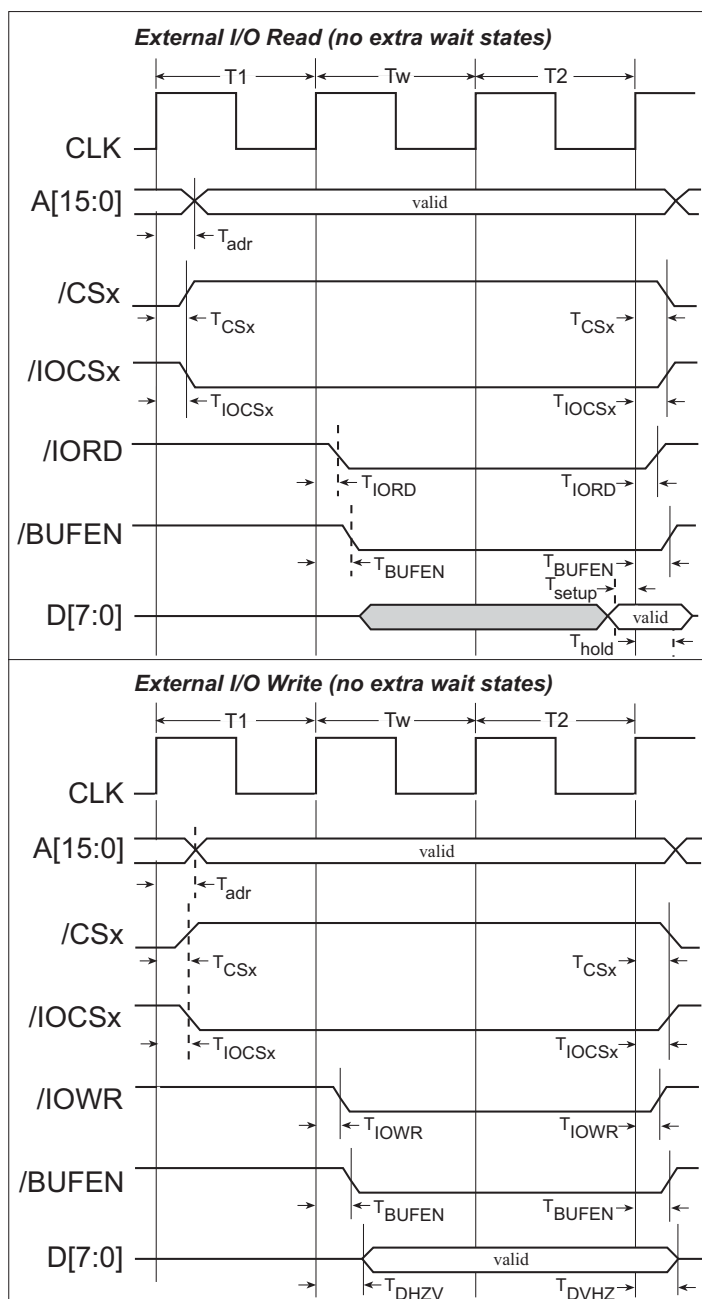 External I/O Read (no extra wait states)
T1 Tw T2
CLK
A[15:0] valid
Tadr
/CSx
TCSx TCSx
/IOCSx
TIOCSx TIOCSx
/IORD
TIORD TIORD
/BUFEN
TBUFEN TBUFEN
Tsetup
D[7:0] valid
Thold
External I/O Write (no extra wait states)
T1 Tw T2
CLK
A[15:0] valid
Tadr
/CSx
TCSx TCSx
/IOCSx
TIOCSx TIOCSx
/IOWR
TIOWR TIOWR
/BUFEN
TBUFEN TBUFEN
D[7:0] valid
TDHZV TDVHZ